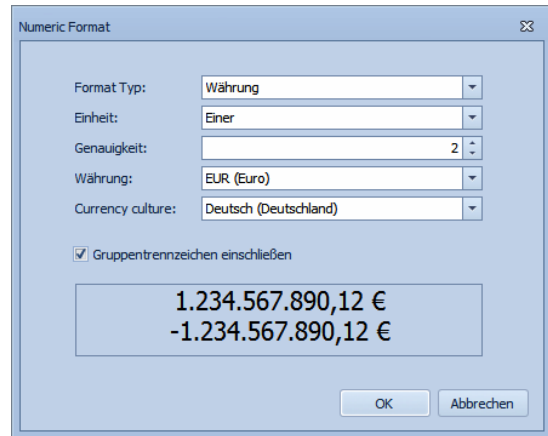 Numeric Format
Format Typ: Währung
Einheit: Einer
Genauigkeit: 2
Währung: EUR (Euro)
Currency culture: Deutsch (Deutschland)
Gruppentrennzeichen einschließen
1.234.567.890,12 €
-1.234.567.890,12 €
OK Abbrechen